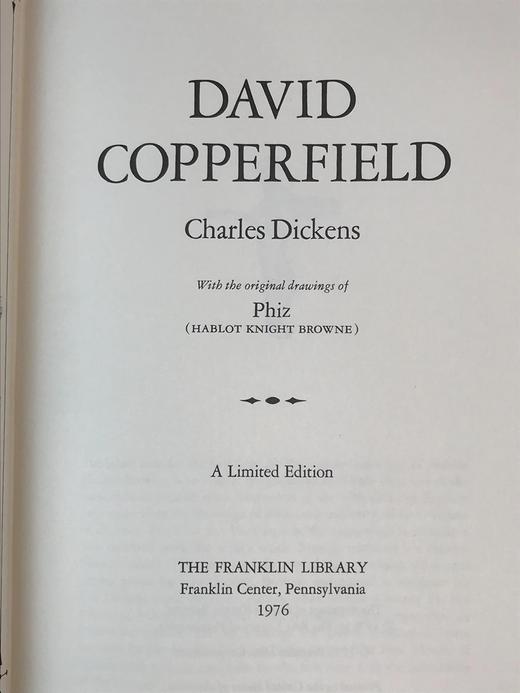 DAVID
COPPERFIELD
Charles Dickens
With the original drawings of
Phiz
(HABLOT KNIGHT BROWNE)
A Limited Edition
THE FRANKLIN LIBRARY
Franklin Center, Pennsylvania
1976